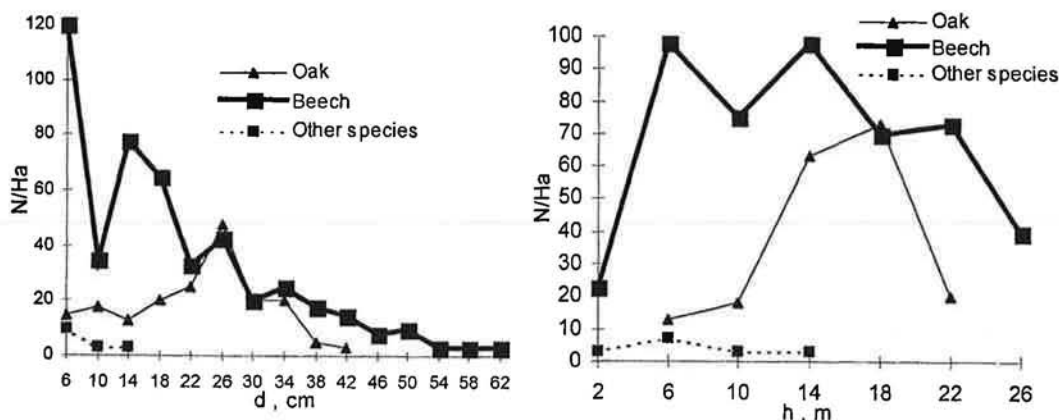 120
100
80
60
40
20
0
N/Ha
Oak
Beech
Other species
6 10 14 18 22 26 30 34 38 42 46 50 54 58 62
d , cm
100
90
80
70
60
50
40
30
20
10
0
N/Ha
Oak
Beech
Other species
2 6 10 14 18 22 26
h , m